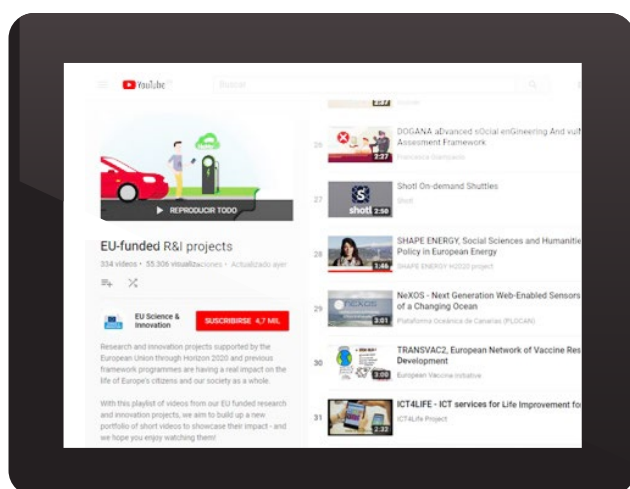 YouTube ES
Buscar
REPRODUCIR TODO
EU-funded R&I projects
334 videos • 55.306 visualizaciones • Actualizado ayer
EU Science &
Innovation
SUSCRIBIRSE 4,7 MIL
Research and innovation projects supported by the
European Union through Horizon 2020 and previous
framework programmes are having a real impact on the
life of Europe's citizens and our society as a whole.
With this playlist of videos from our EU funded research
and innovation projects, we aim to build up a new
portfolio of short videos to showcase their impact - and
we hope you enjoy watching them!
26
2:27
DOGANA aDvanced sOcial enGineering And vulN
Assesment Framework
Francesca Giampaolo
27
shotl 2:50
Shotl On-demand Shuttles
Shotl
28
1:46
SHAPE ENERGY, Social Sciences and Humanitie
Policy in European Energy
SHAPE ENERGY H2020 project
29
3:01
NeXOS - Next Generation Web-Enabled Sensors
of a Changing Ocean
Plataforma Oceánica de Canarias (PLOCAN)
30
3:00
TRANSVAC2, European Network of Vaccine Res
Development
European Vaccine Initiative
31
2:32
ICT4LIFE - ICT services for Life Improvement fo
ICT4Life Project